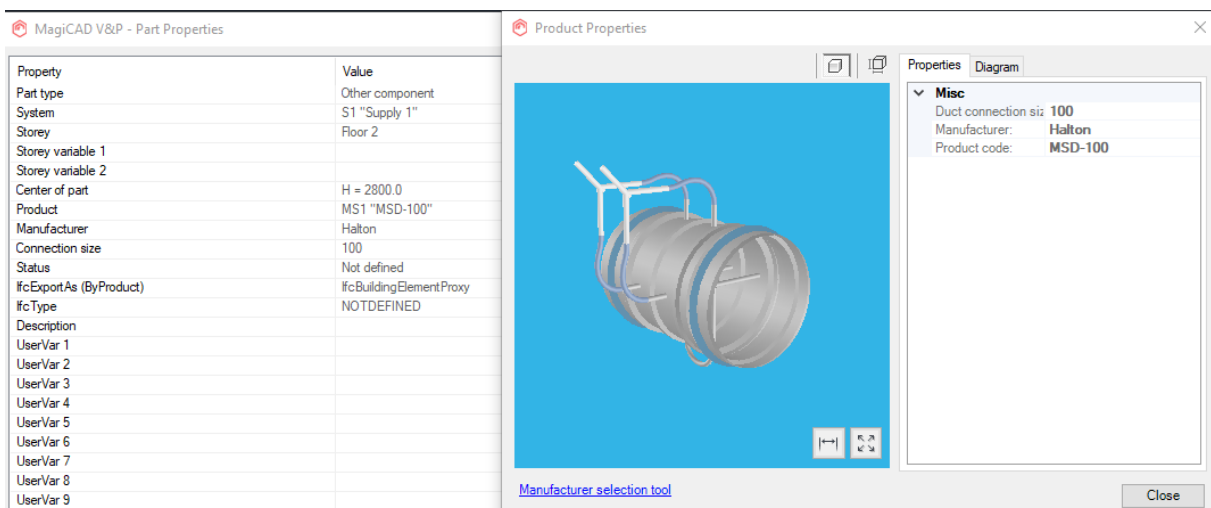 MagiCAD V&P - Part Properties
Property Value
Part type Other component
System S1 "Supply 1"
Storey Floor 2
Storey variable 1
Storey variable 2
Center of part H = 2800.0
Product MS1 "MSD-100"
Manufacturer Halton
Connection size 100
Status Not defined
IfcExportAs (ByProduct) IfcBuildingElementProxy
IfcType NOTDEFINED
Description
UserVar 1
UserVar 2
UserVar 3
UserVar 4
UserVar 5
UserVar 6
UserVar 7
UserVar 8
UserVar 9
Product Properties
Properties Diagram
Misc
Duct connection siz 100
Manufacturer: Halton
Product code: MSD-100
Manufacturer selection tool
Close